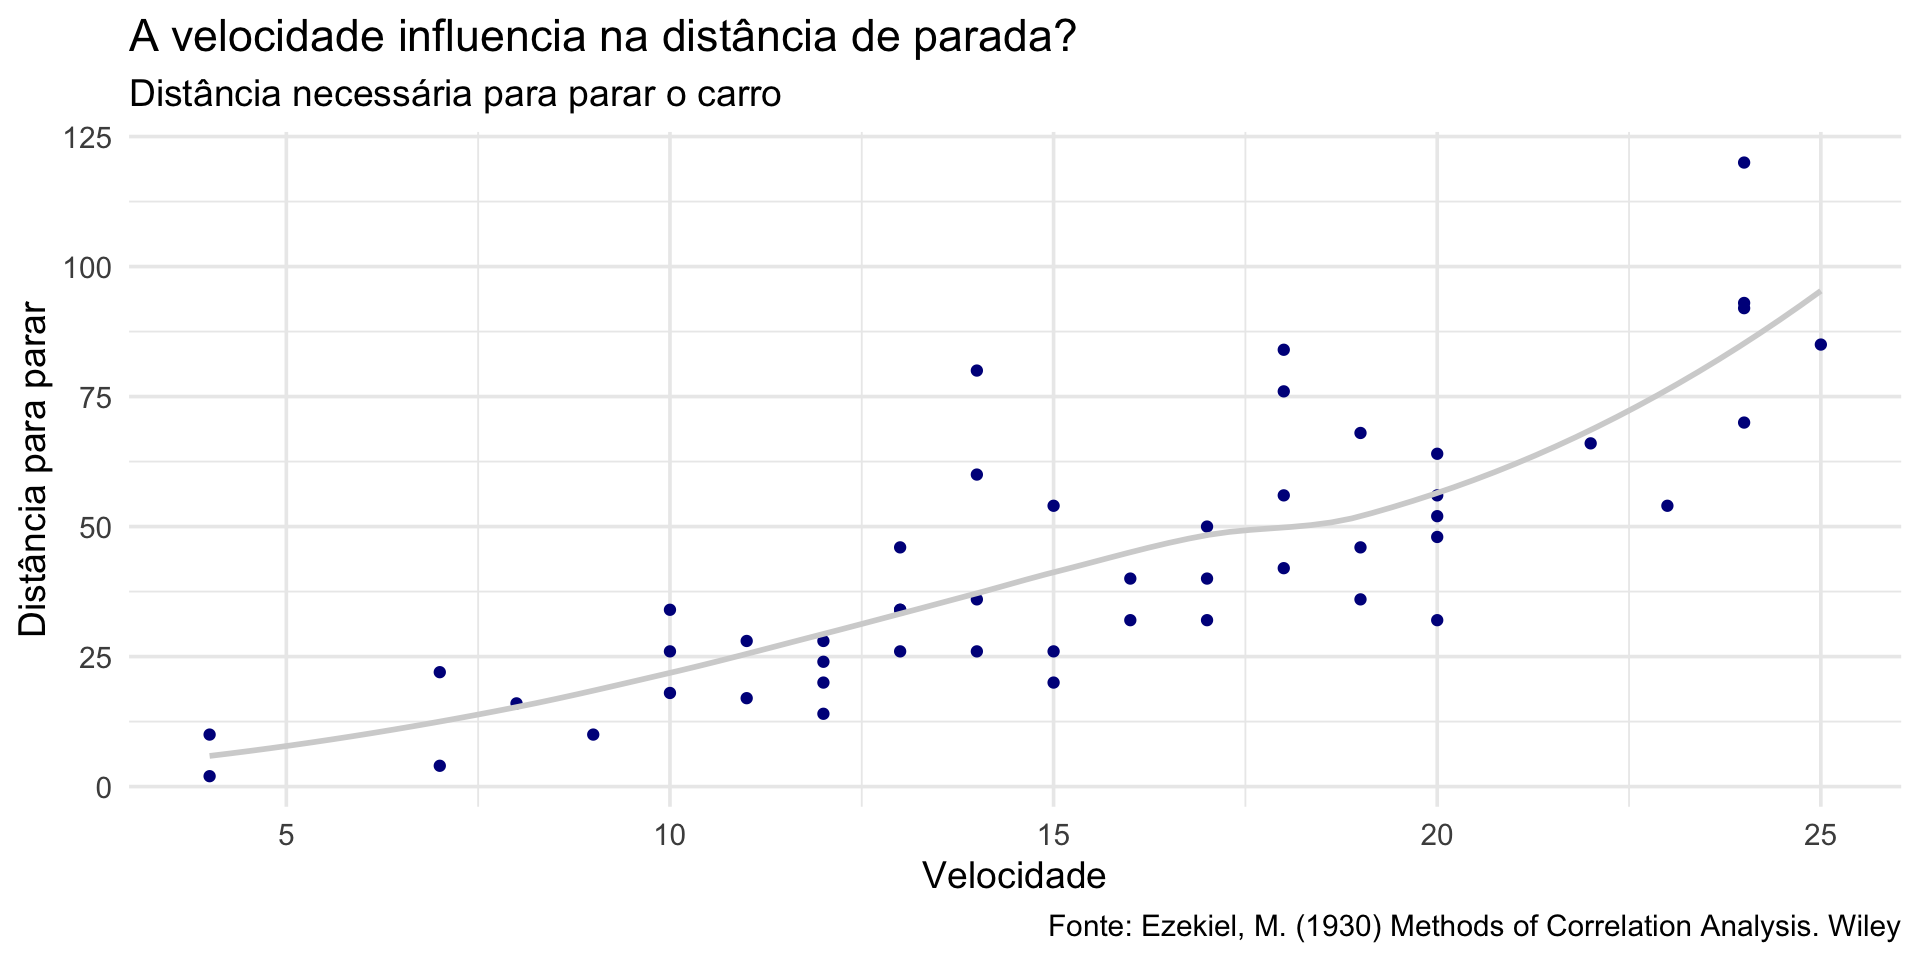 A velocidade influencia na distância de parada?
Distância necessária para parar o carro
125
100
75
50
25
0
Distância para parar
5
10
15
20
25
Velocidade
Fonte: Ezekiel, M. (1930) Methods of Correlation Analysis. Wiley